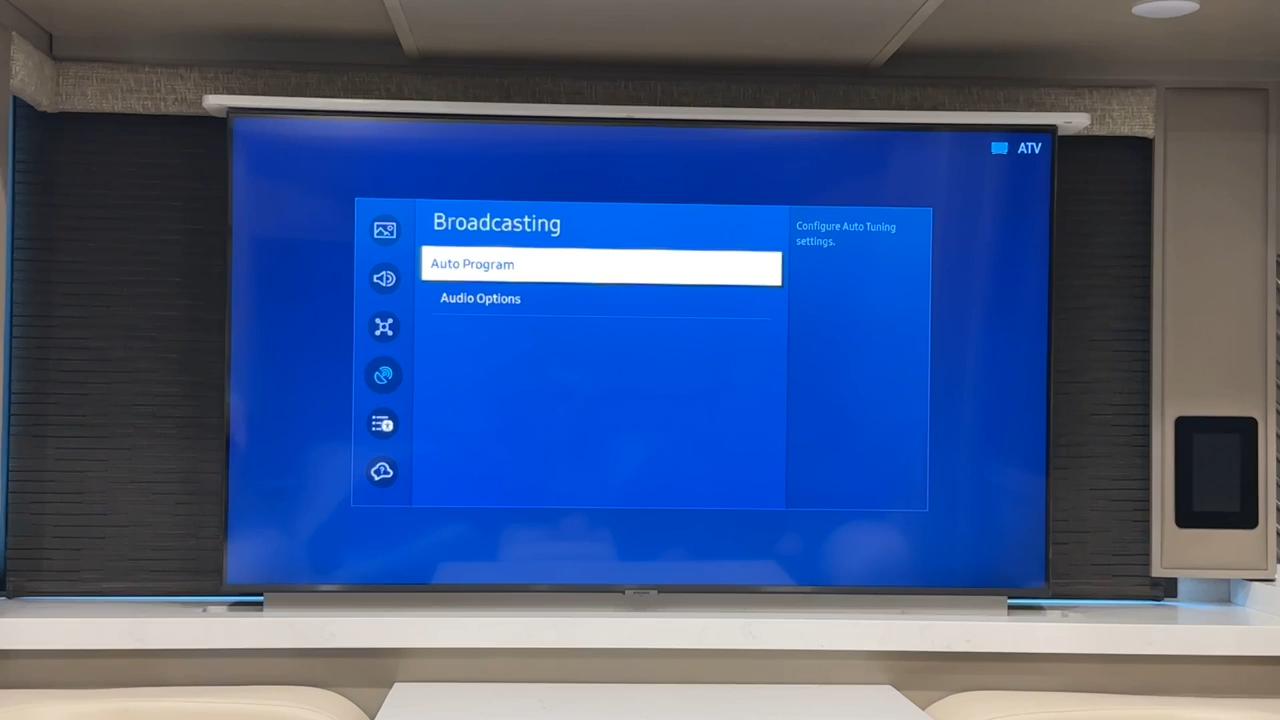 ATV
Broadcasting
Configure Auto Tuning
settings.
Auto Program
Audio Options